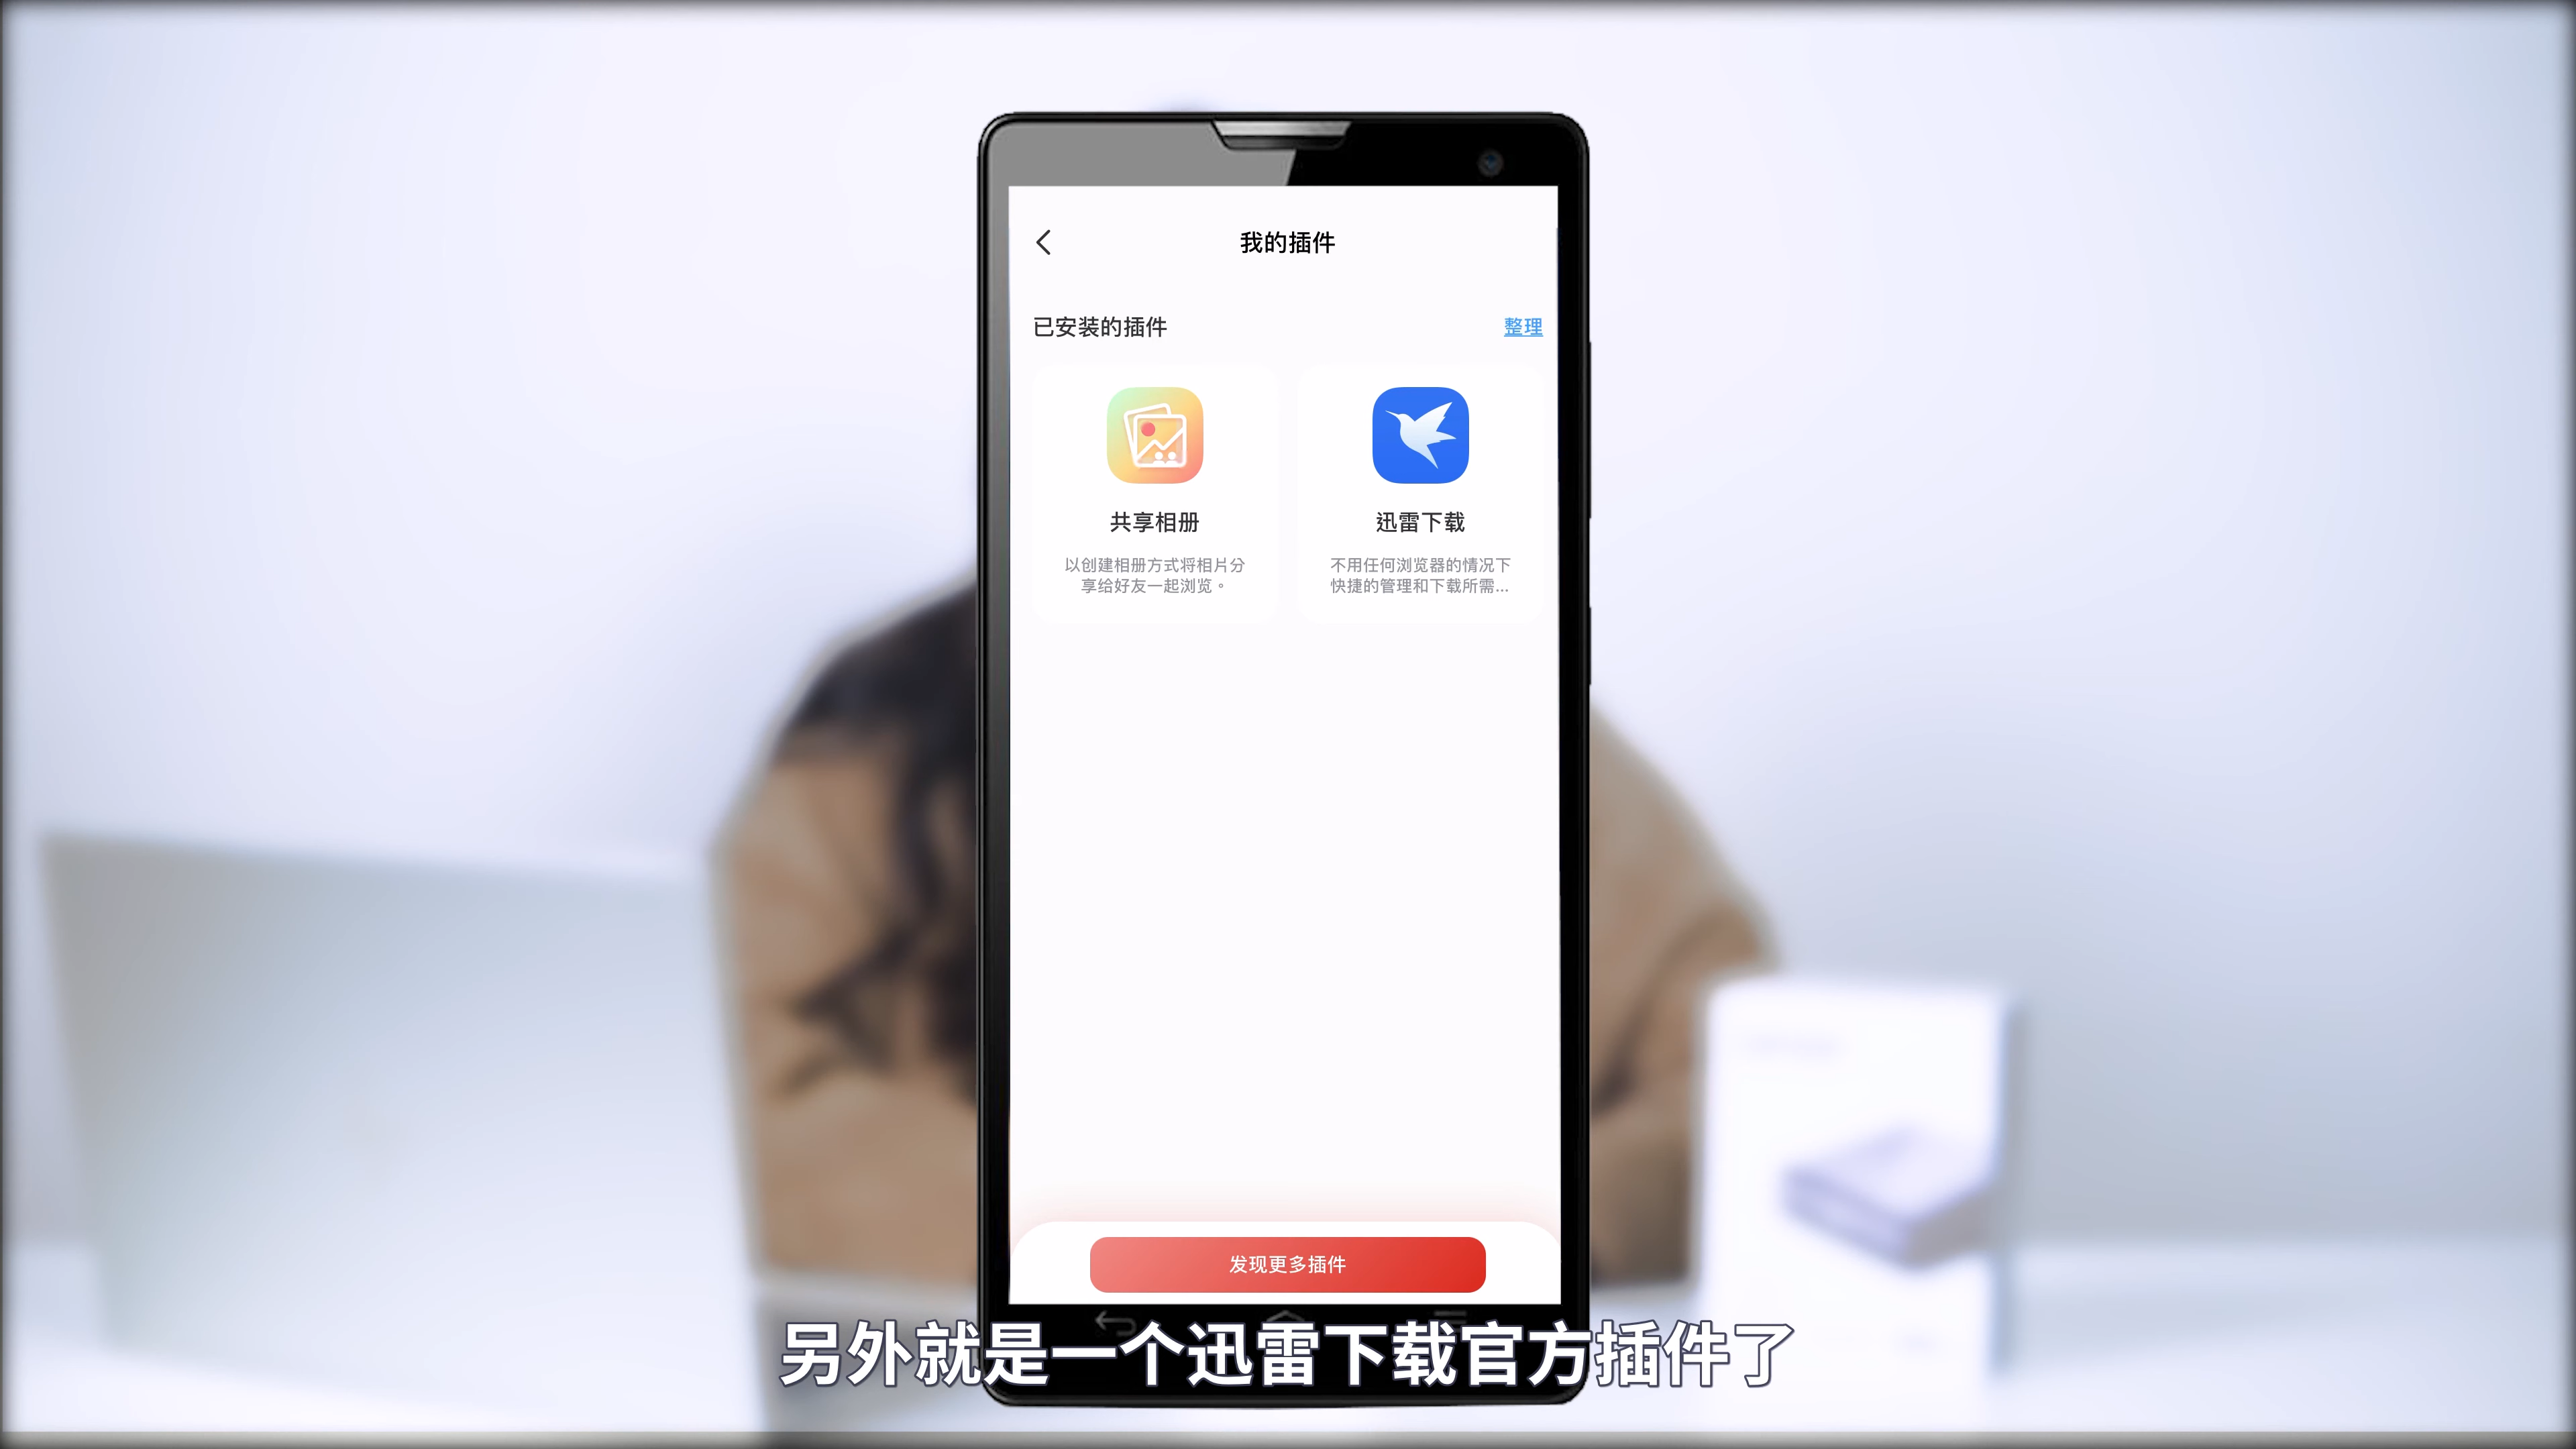 我的插件
已安装的插件
整理
共享相册
以创建相册方式将相片分
享给好友一起浏览。
迅雷下载
不用任何浏览器的情况下
快捷的管理和下载所需...
发现更多插件
另外就是一个迅雷下载官方插件了